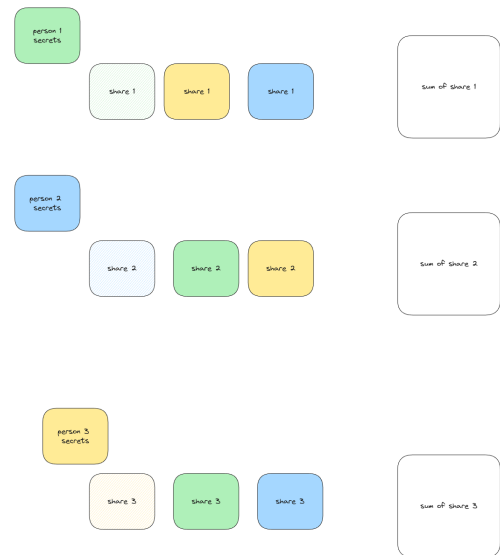 person 1
secrets
share 1
share 1
share 1
sum of share 1
person 2
secrets
share 2
share 2
share 2
sum of share 2
person 3
secrets
share 3
share 3
share 3
sum of share 3